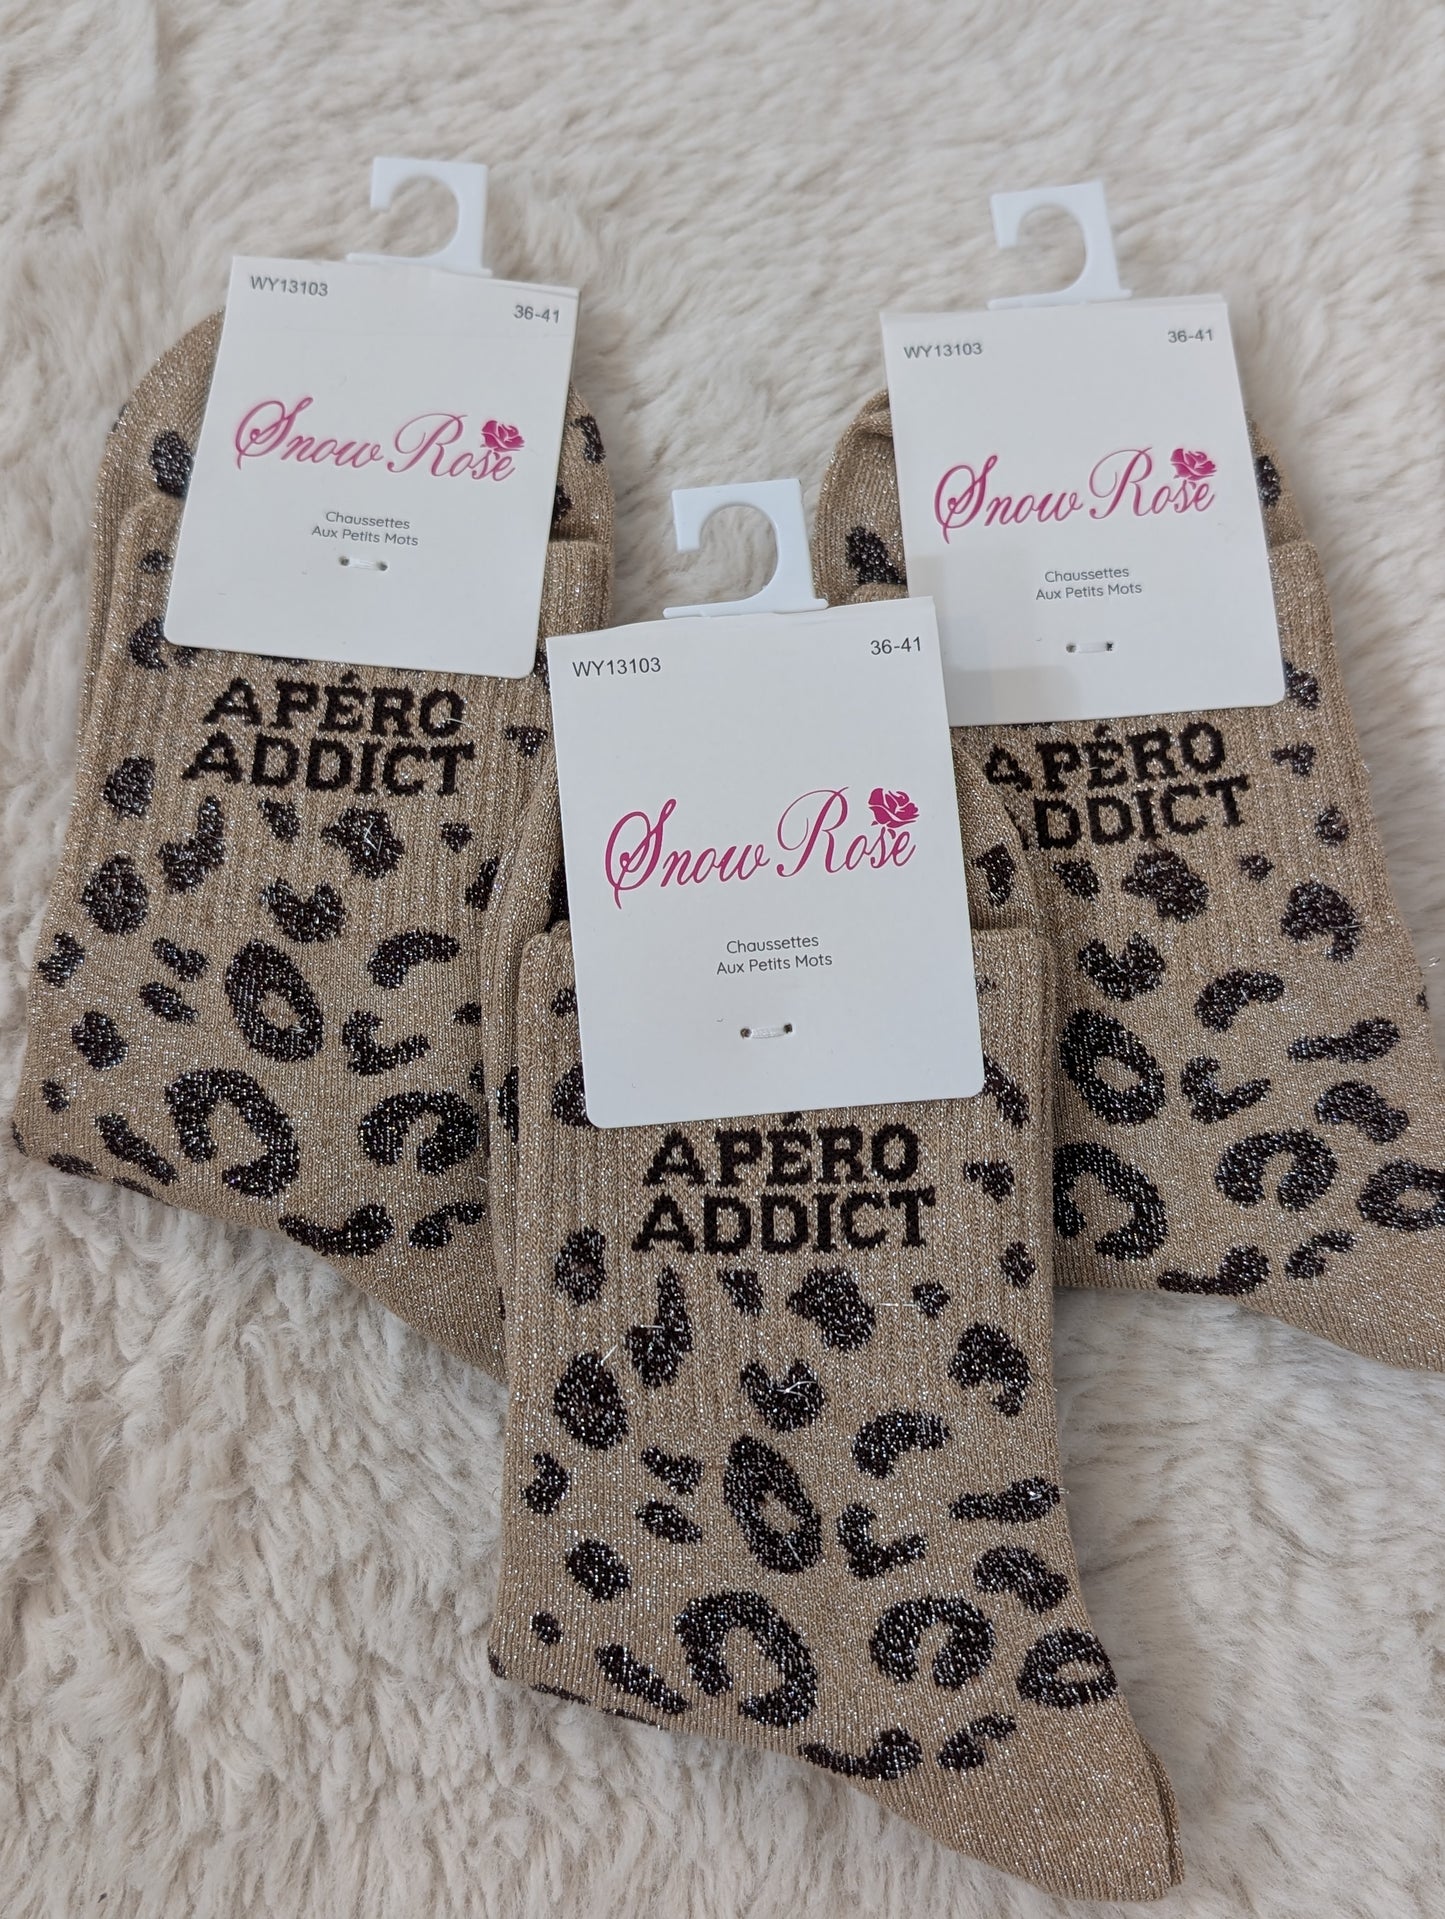 WY13103
36-41
Snow Rose
Chaussettes
Aux Petits Mots
APÉRO
ADDICT
WY13103
36-41
Snow Rose
Chaussettes
Aux Petits Mots
APÉRO
ADDICT
WY13103
36-41
Snow Rose
Chaussettes
Aux Petits Mots
APÉRO
ADDICT